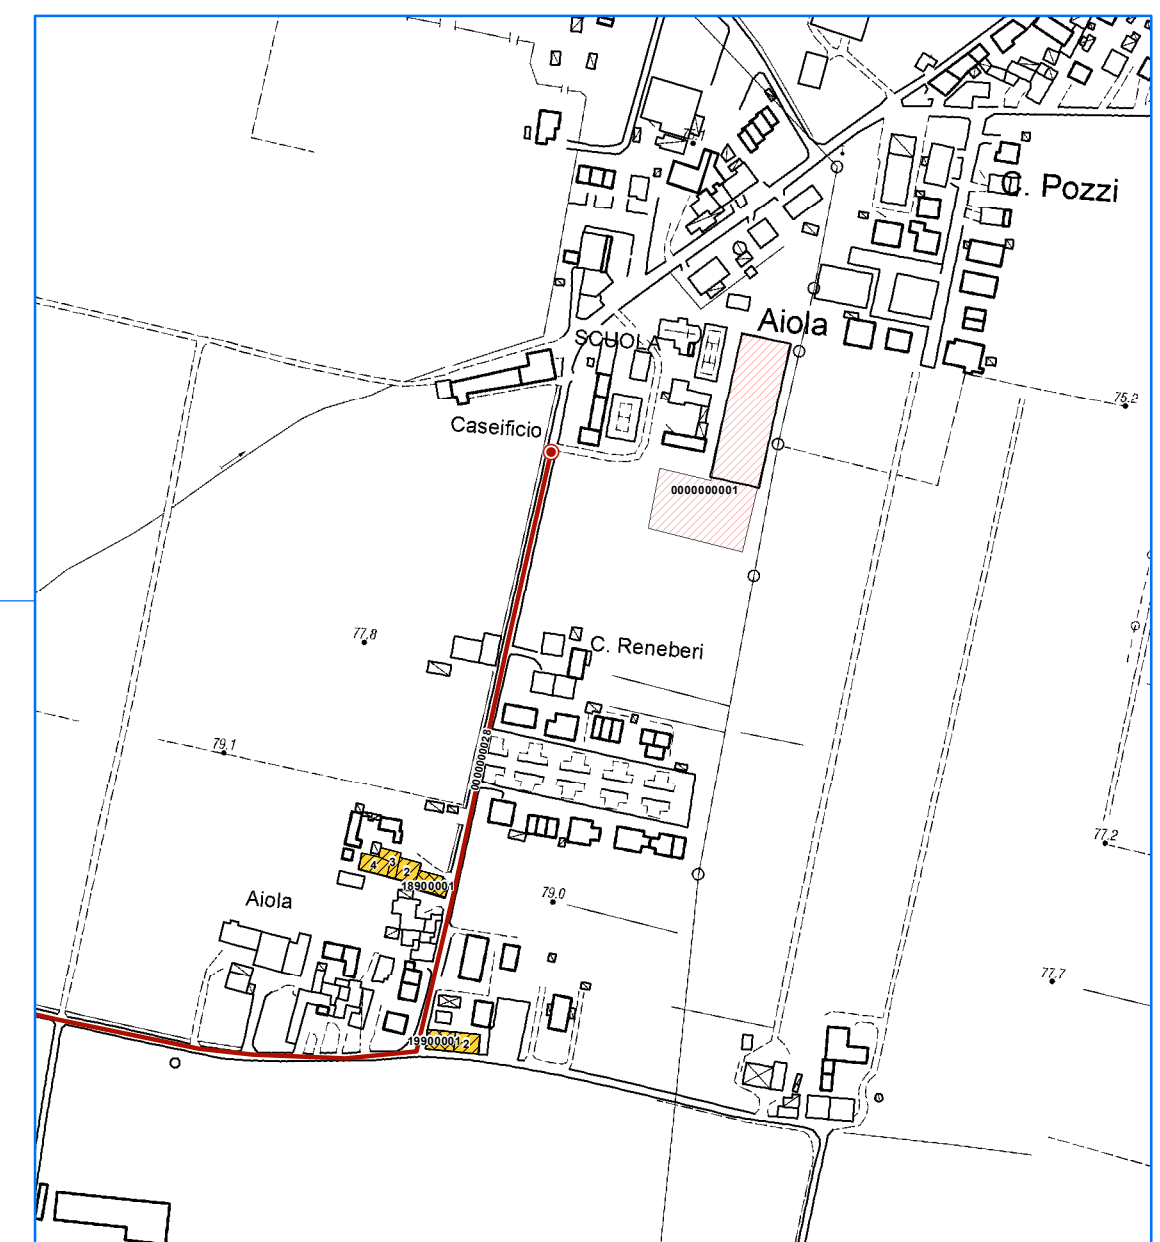 C. Pozzi
Aiola
SCUOLA
75.2
Caseificio
0000000001
77.8
C. Reneberi
0000000028
79.1
77.2
3
4
2
18900001
79.0
Aiola
77.7
19900001
2